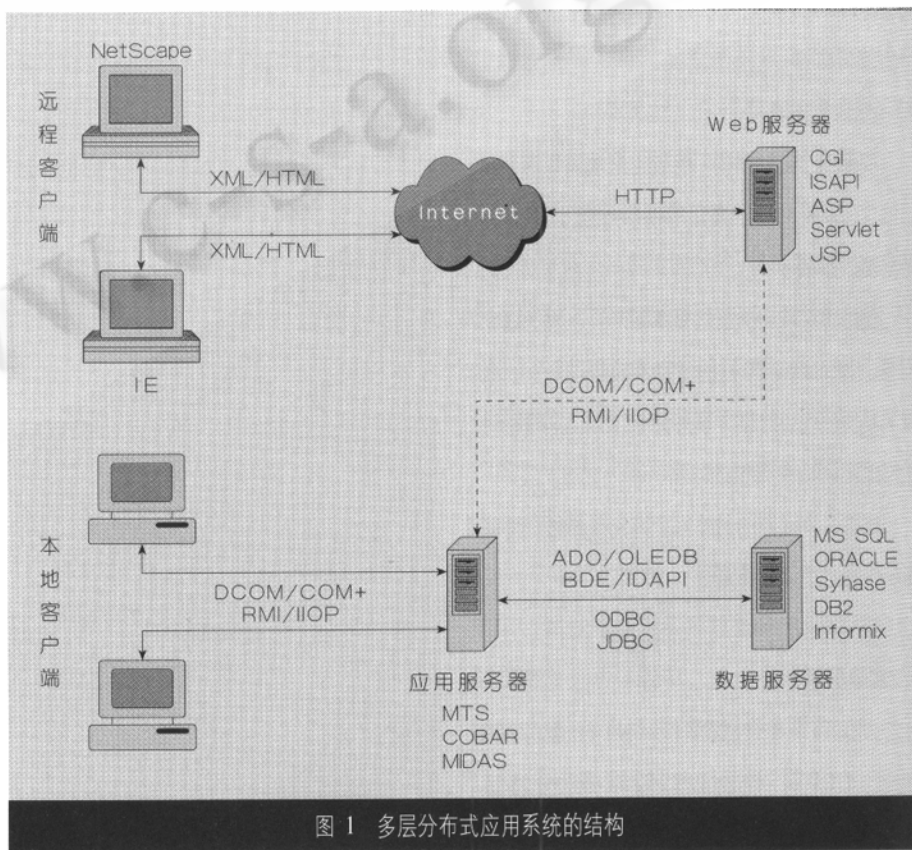 NetScape
远程客户端
XML/HTML
XML/HTML
IE
Internet
HTTP
Web服务器
CGI
ISAPI
ASP
Servlet
JSP
DCOM/COM+
RMI/IIOP
本地客户端
DCOM/COM+
RMI/IIOP
应用服务器
MTS
COBAR
MIDAS
ADO/OLEDB
BDE/IDAPI
ODBC
JDBC
MS SQL
ORACLE
Syhase
DB2
Informix
数据服务器
图 1 多层分布式应用系统的结构
w.c-s-a.org